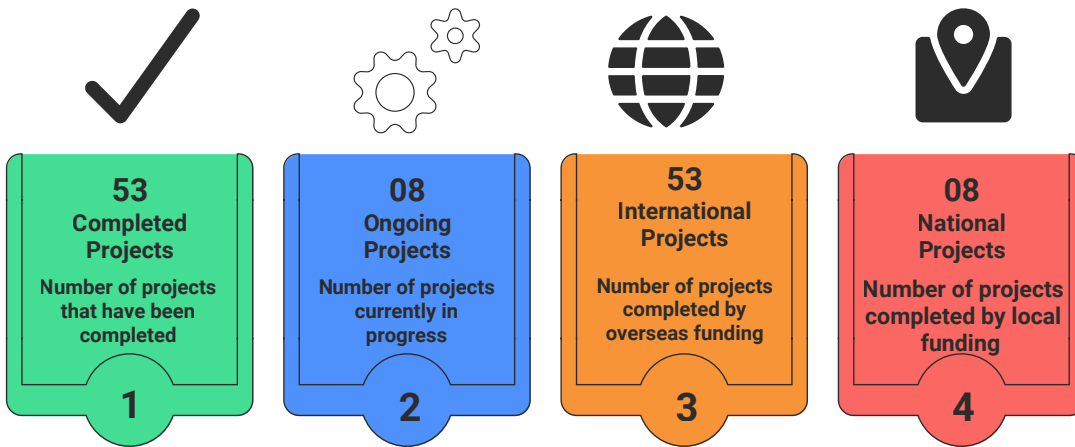 53
Completed
Projects
Number of projects
that have been
completed
1
08
Ongoing
Projects
Number of projects
currently in
progress
2
53
International
Projects
Number of projects
completed by
overseas funding
3
08
National
Projects
Number of projects
completed by local
funding
4